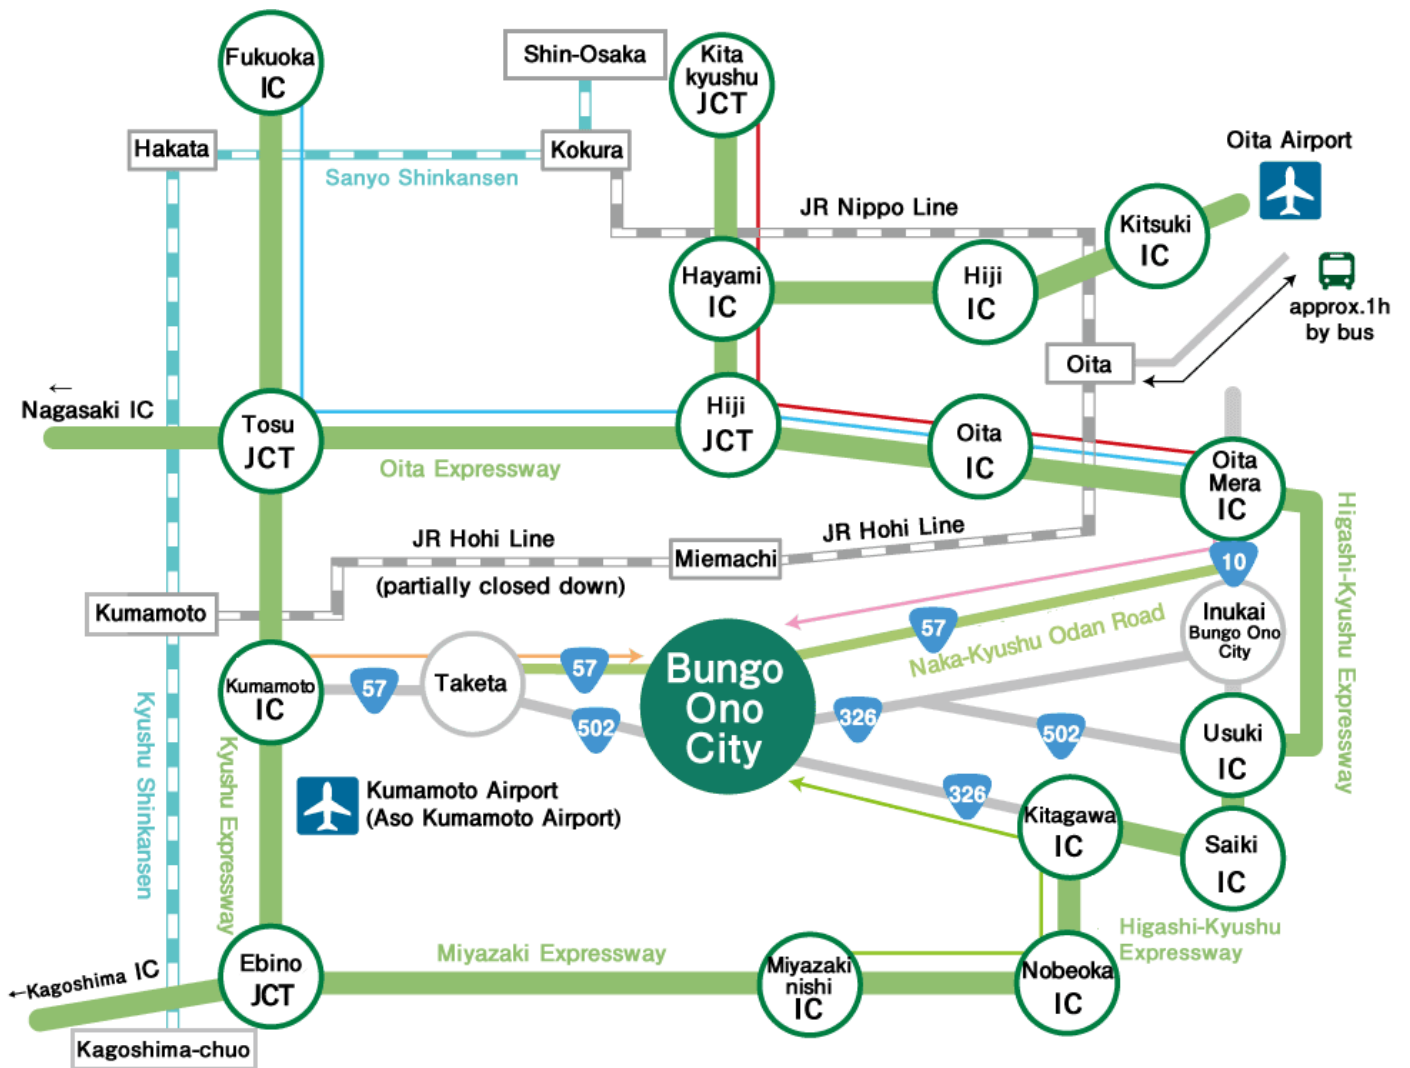 Fukuoka
IC
Shin-Osaka
Kita
kyushu
JCT
Hakata
Kokura
Sanyo Shinkansen
Oita Airport
JR Nippo Line
Kitsuki
IC
Hayami
IC
Hiji
IC
approx.1h
by bus
Oita
←
Nagasaki IC
Tosu
JCT
Hiji
JCT
Oita
IC
Oita Expressway
Oita
Mera
IC
Higashi-Kyushu Expressway
JR Hohi Line
(partially closed down)
Miemachi
JR Hohi Line
10
Kumamoto
Inukai
Bungo Ono
City
57
Naka-Kyushu Odan Road
Kumamoto
IC
57
Taketa
57
502
Bungo
Ono
City
326
502
Usuki
IC
Kyushu Shinkansen
Kyushu Expressway
Kumamoto Airport
(Aso Kumamoto Airport)
326
Kitagawa
IC
Saiki
IC
Higashi-Kyushu
Expressway
Miyazaki Expressway
←Kagoshima IC
Ebino
JCT
Miyazaki
nishi
IC
Nobeoka
IC
Kagoshima-chuo